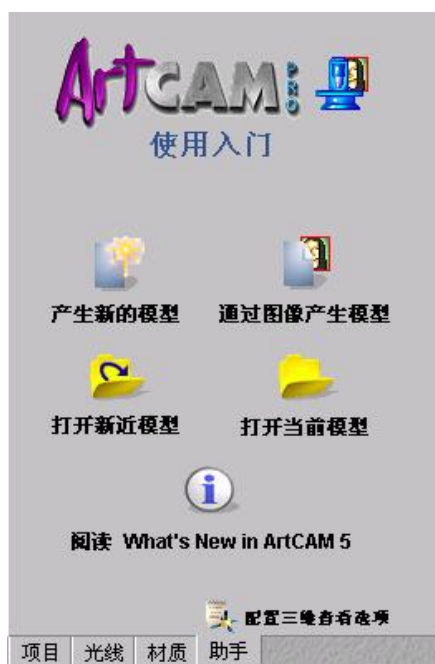 ArtCAM PRO
使用入门
产生新的模型 通过图像产生模型
打开新近模型 打开当前模型
阅读 What's New in ArtCAM 5
配置三维查看选项
项目 光线 材质 助手